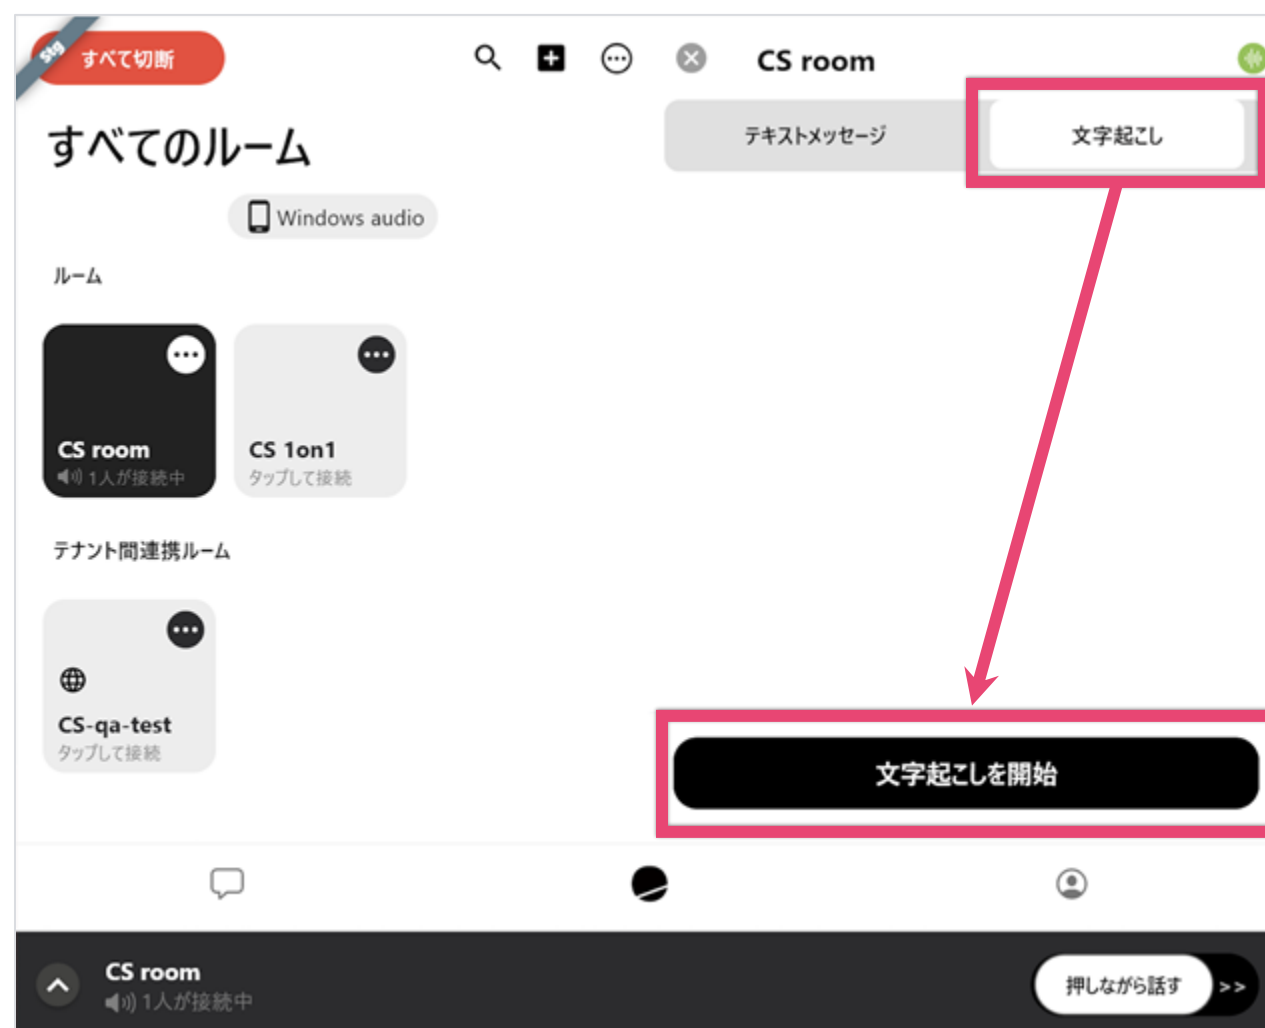 stg
すべて切断
すべてのルーム
Windows audio
ルーム
CS room
1人が接続中
CS 1on1
タップして接続
テナント間連携ルーム
CS-qa-test
タップして接続
CS room
テキストメッセージ
文字起こし
文字起こしを開始
CS room
1人が接続中
押しながら話す
>>